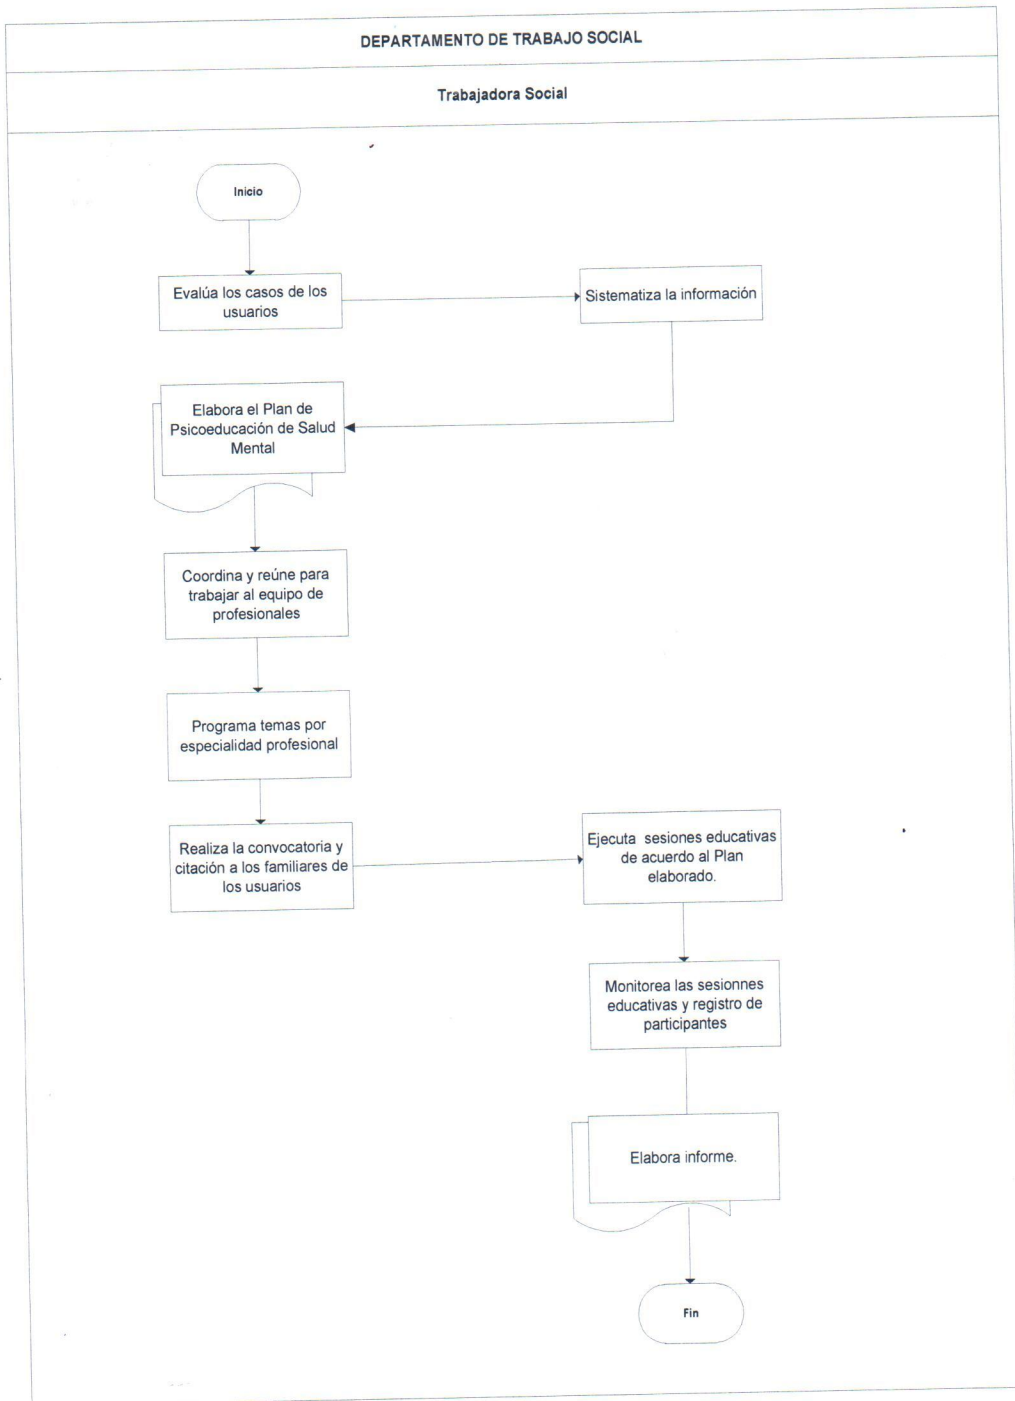 DEPARTAMENTO DE TRABAJO SOCIAL
Trabajadora Social
Inicio
Evalúa los casos de los
usuarios
Sistematiza la información
Elabora el Plan de
Psicoeducación de Salud
Mental
Coordina y reúne para
trabajar al equipo de
profesionales
Programa temas por
especialidad profesional
Realiza la convocatoria y
citación a los familiares de
los usuarios
Ejecuta sesiones educativas
de acuerdo al Plan
elaborado.
Monitorea las sesionnes
educativas y registro de
participantes
Elabora informe.
Fin